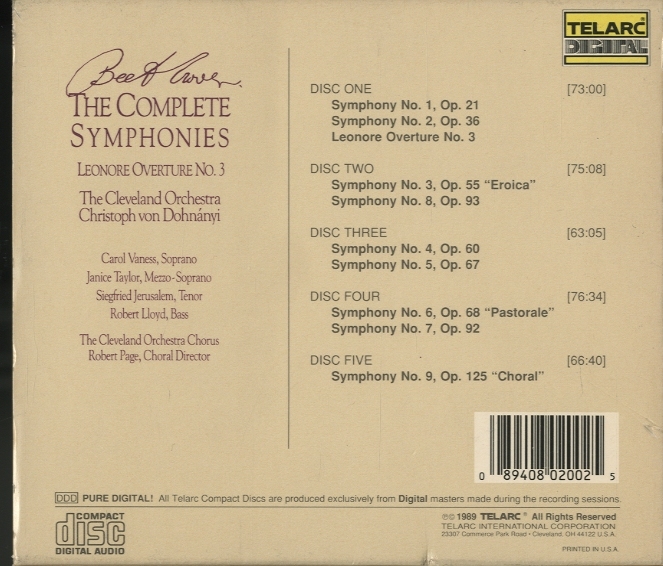 Beethoven
THE COMPLETE
SYMPHONIES
LEONORE OVERTURE NO. 3
The Cleveland Orchestra
Christoph von Dohnányi
Carol Vaness, Soprano
Janice Taylor, Mezzo-Soprano
Siegfried Jerusalem, Tenor
Robert Lloyd, Bass
The Cleveland Orchestra Chorus
Robert Page, Choral Director
TELARC
DIGITAL
DISC ONE [73:00]
Symphony No. 1, Op. 21
Symphony No. 2, Op. 36
Leonore Overture No. 3
DISC TWO [75:08]
Symphony No. 3, Op. 55 “Eroica”
Symphony No. 8, Op. 93
DISC THREE [63:05]
Symphony No. 4, Op. 60
Symphony No. 5, Op. 67
DISC FOUR [76:34]
Symphony No. 6, Op. 68 “Pastorale”
Symphony No. 7, Op. 92
DISC FIVE [66:40]
Symphony No. 9, Op. 125 “Choral”
0 89408 02002 5
DDD PURE DIGITAL! All Telarc Compact Discs are produced exclusively from Digital masters made during the recording sessions.
COMPACT
disc
DIGITAL AUDIO
℗© 1989 TELARC® All Rights Reserved
TELARC INTERNATIONAL CORPORATION
23307 Commerce Park Road • Cleveland, OH 44122 U.S.A.
PRINTED IN U.S.A.